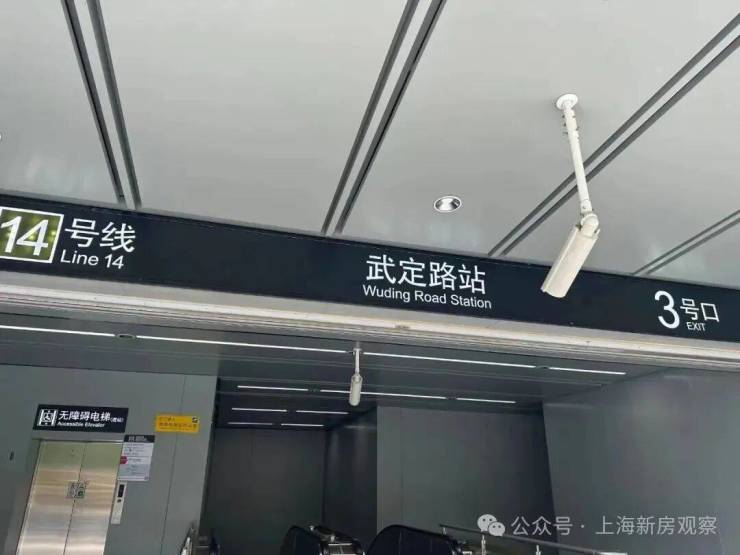 14号线
Line 14
武定路站
Wuding Road Station
3号口
EXIT
无障碍电梯
Accessible Elevator
公众号·上海新房观察